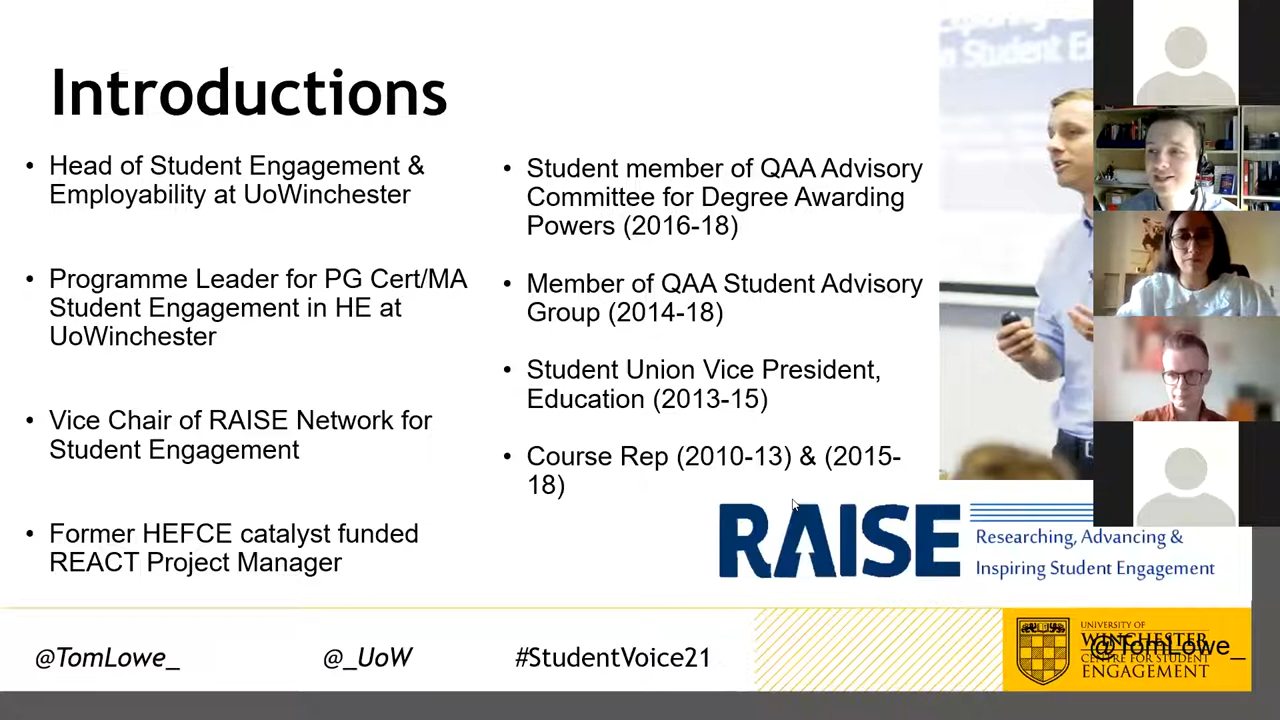 Introductions
• Head of Student Engagement &
Employability at UoWinchester
• Programme Leader for PG Cert/MA
Student Engagement in HE at
UoWinchester
• Vice Chair of RAISE Network for
Student Engagement
• Former HEFCE catalyst funded
REACT Project Manager
• Student member of QAA Advisory
Committee for Degree Awarding
Powers (2016-18)
• Member of QAA Student Advisory
Group (2014-18)
• Student Union Vice President,
Education (2013-15)
• Course Rep (2010-13) & (2015-
18)
in Student
RAISE
Researching, Advancing &
Inspiring Student Engagement
@TomLowe_
@_UoW
#StudentVoice21
UNIVERSITY OF
WINCHESTER
CENTRE FOR STUDENT
ENGAGEMENT
@TomLowe_